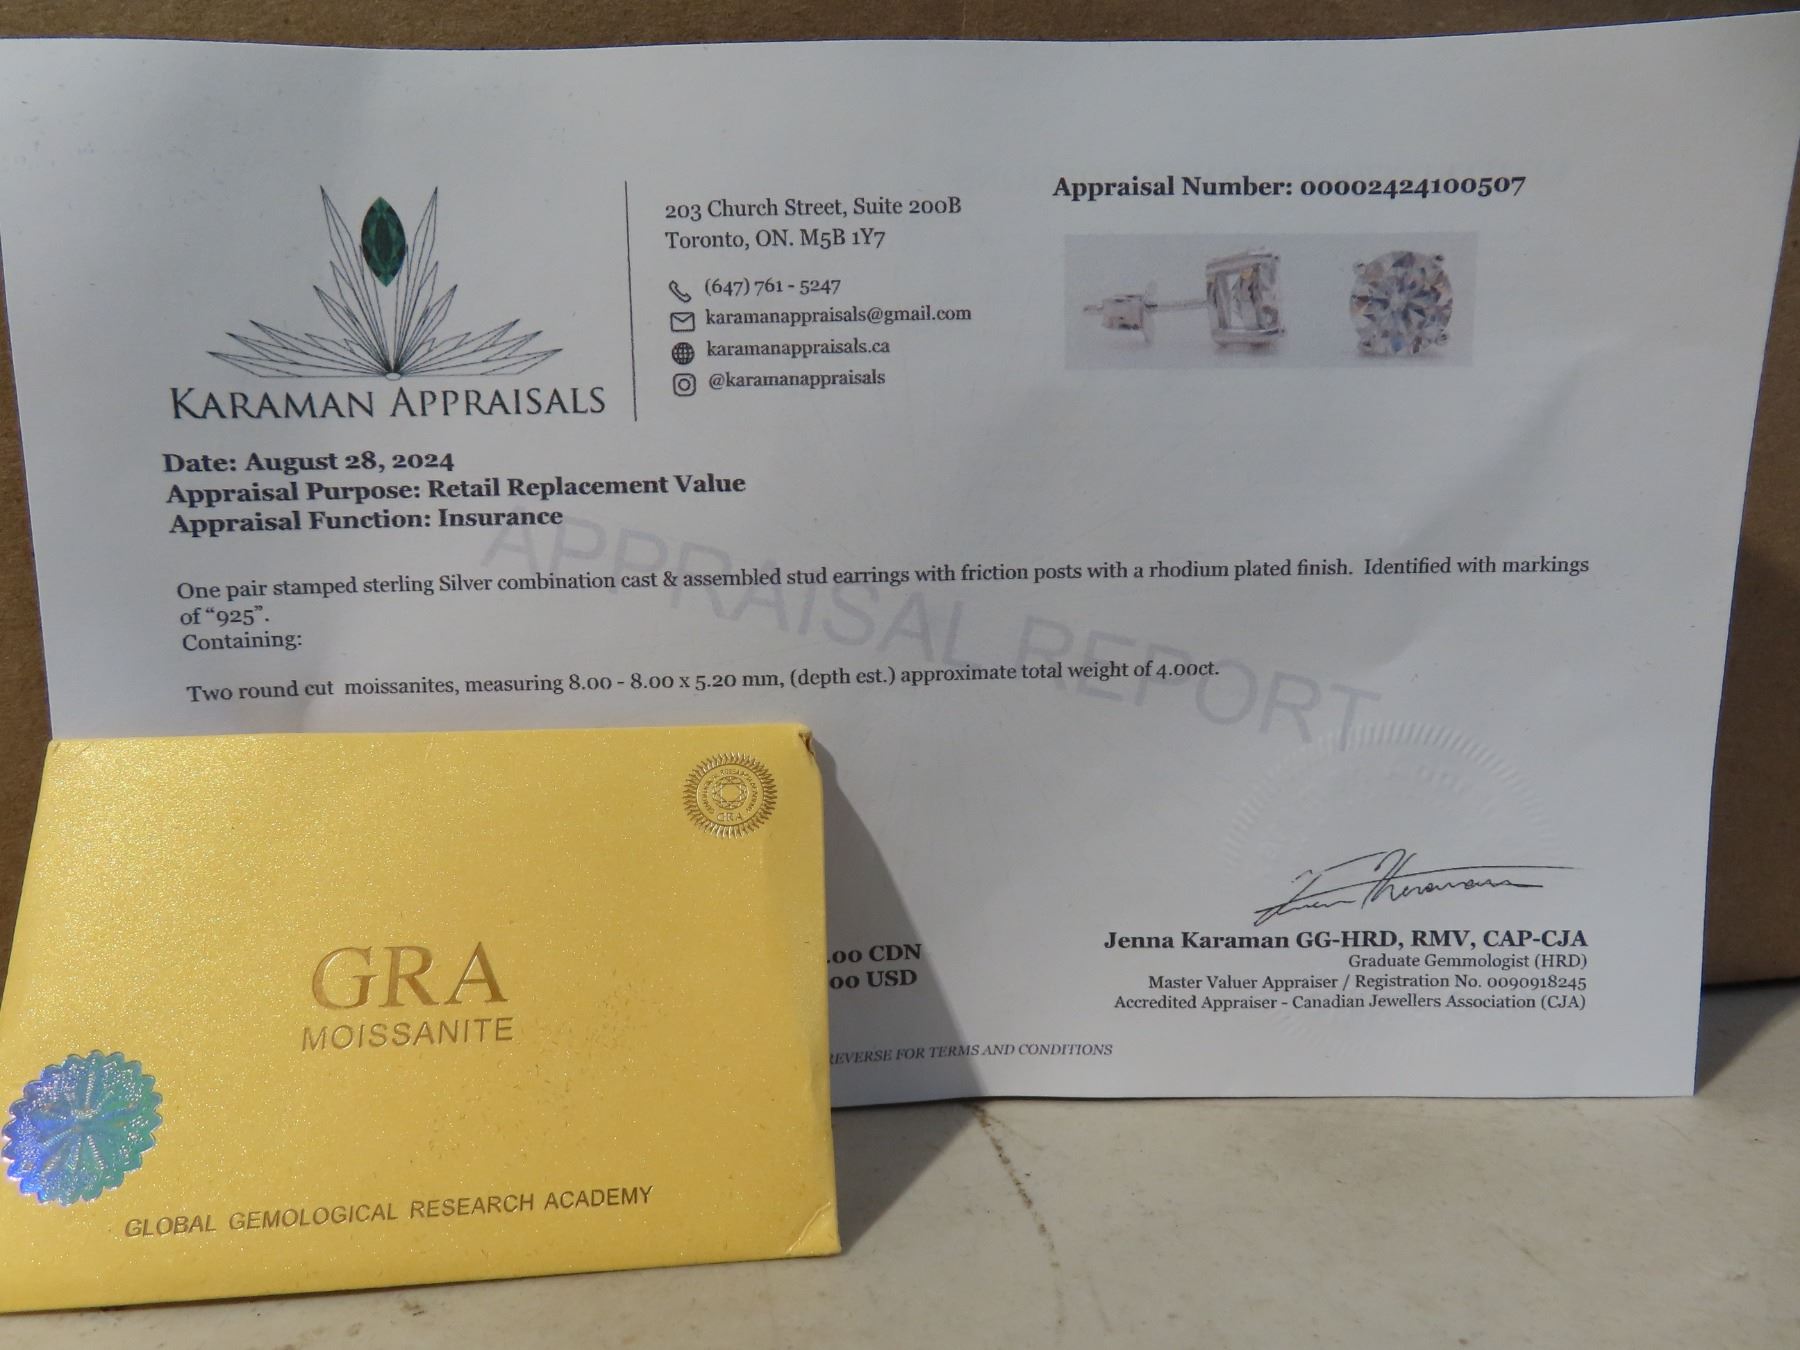 KARAMAN APPRAISALS
203 Church Street, Suite 200B
Toronto, ON. M5B 1Y7
(647) 761 - 5247
karamanappraisals@gmail.com
karamanappraisals.ca
@karamanappraisals
Appraisal Number: 00002424100507
Date: August 28, 2024
Appraisal Purpose: Retail Replacement Value
Appraisal Function: Insurance
APPRAISAL REPORT
One pair stamped sterling Silver combination cast & assembled stud earrings with friction posts with a rhodium plated finish. Identified with markings
of “925”.
Containing:
Two round cut moissanites, measuring 8.00 - 8.00 x 5.20 mm, (depth est.) approximate total weight of 4.00ct.
.00 CDN
00 USD
REVERSE FOR TERMS AND CONDITIONS
Jenna Karaman GG-HRD, RMV, CAP-CJA
Graduate Gemmologist (HRD)
Master Valuer Appraiser / Registration No. 0090918245
Accredited Appraiser - Canadian Jewellers Association (CJA)
GRA
GRA
MOISSANITE
GLOBAL GEMOLOGICAL RESEARCH ACADEMY